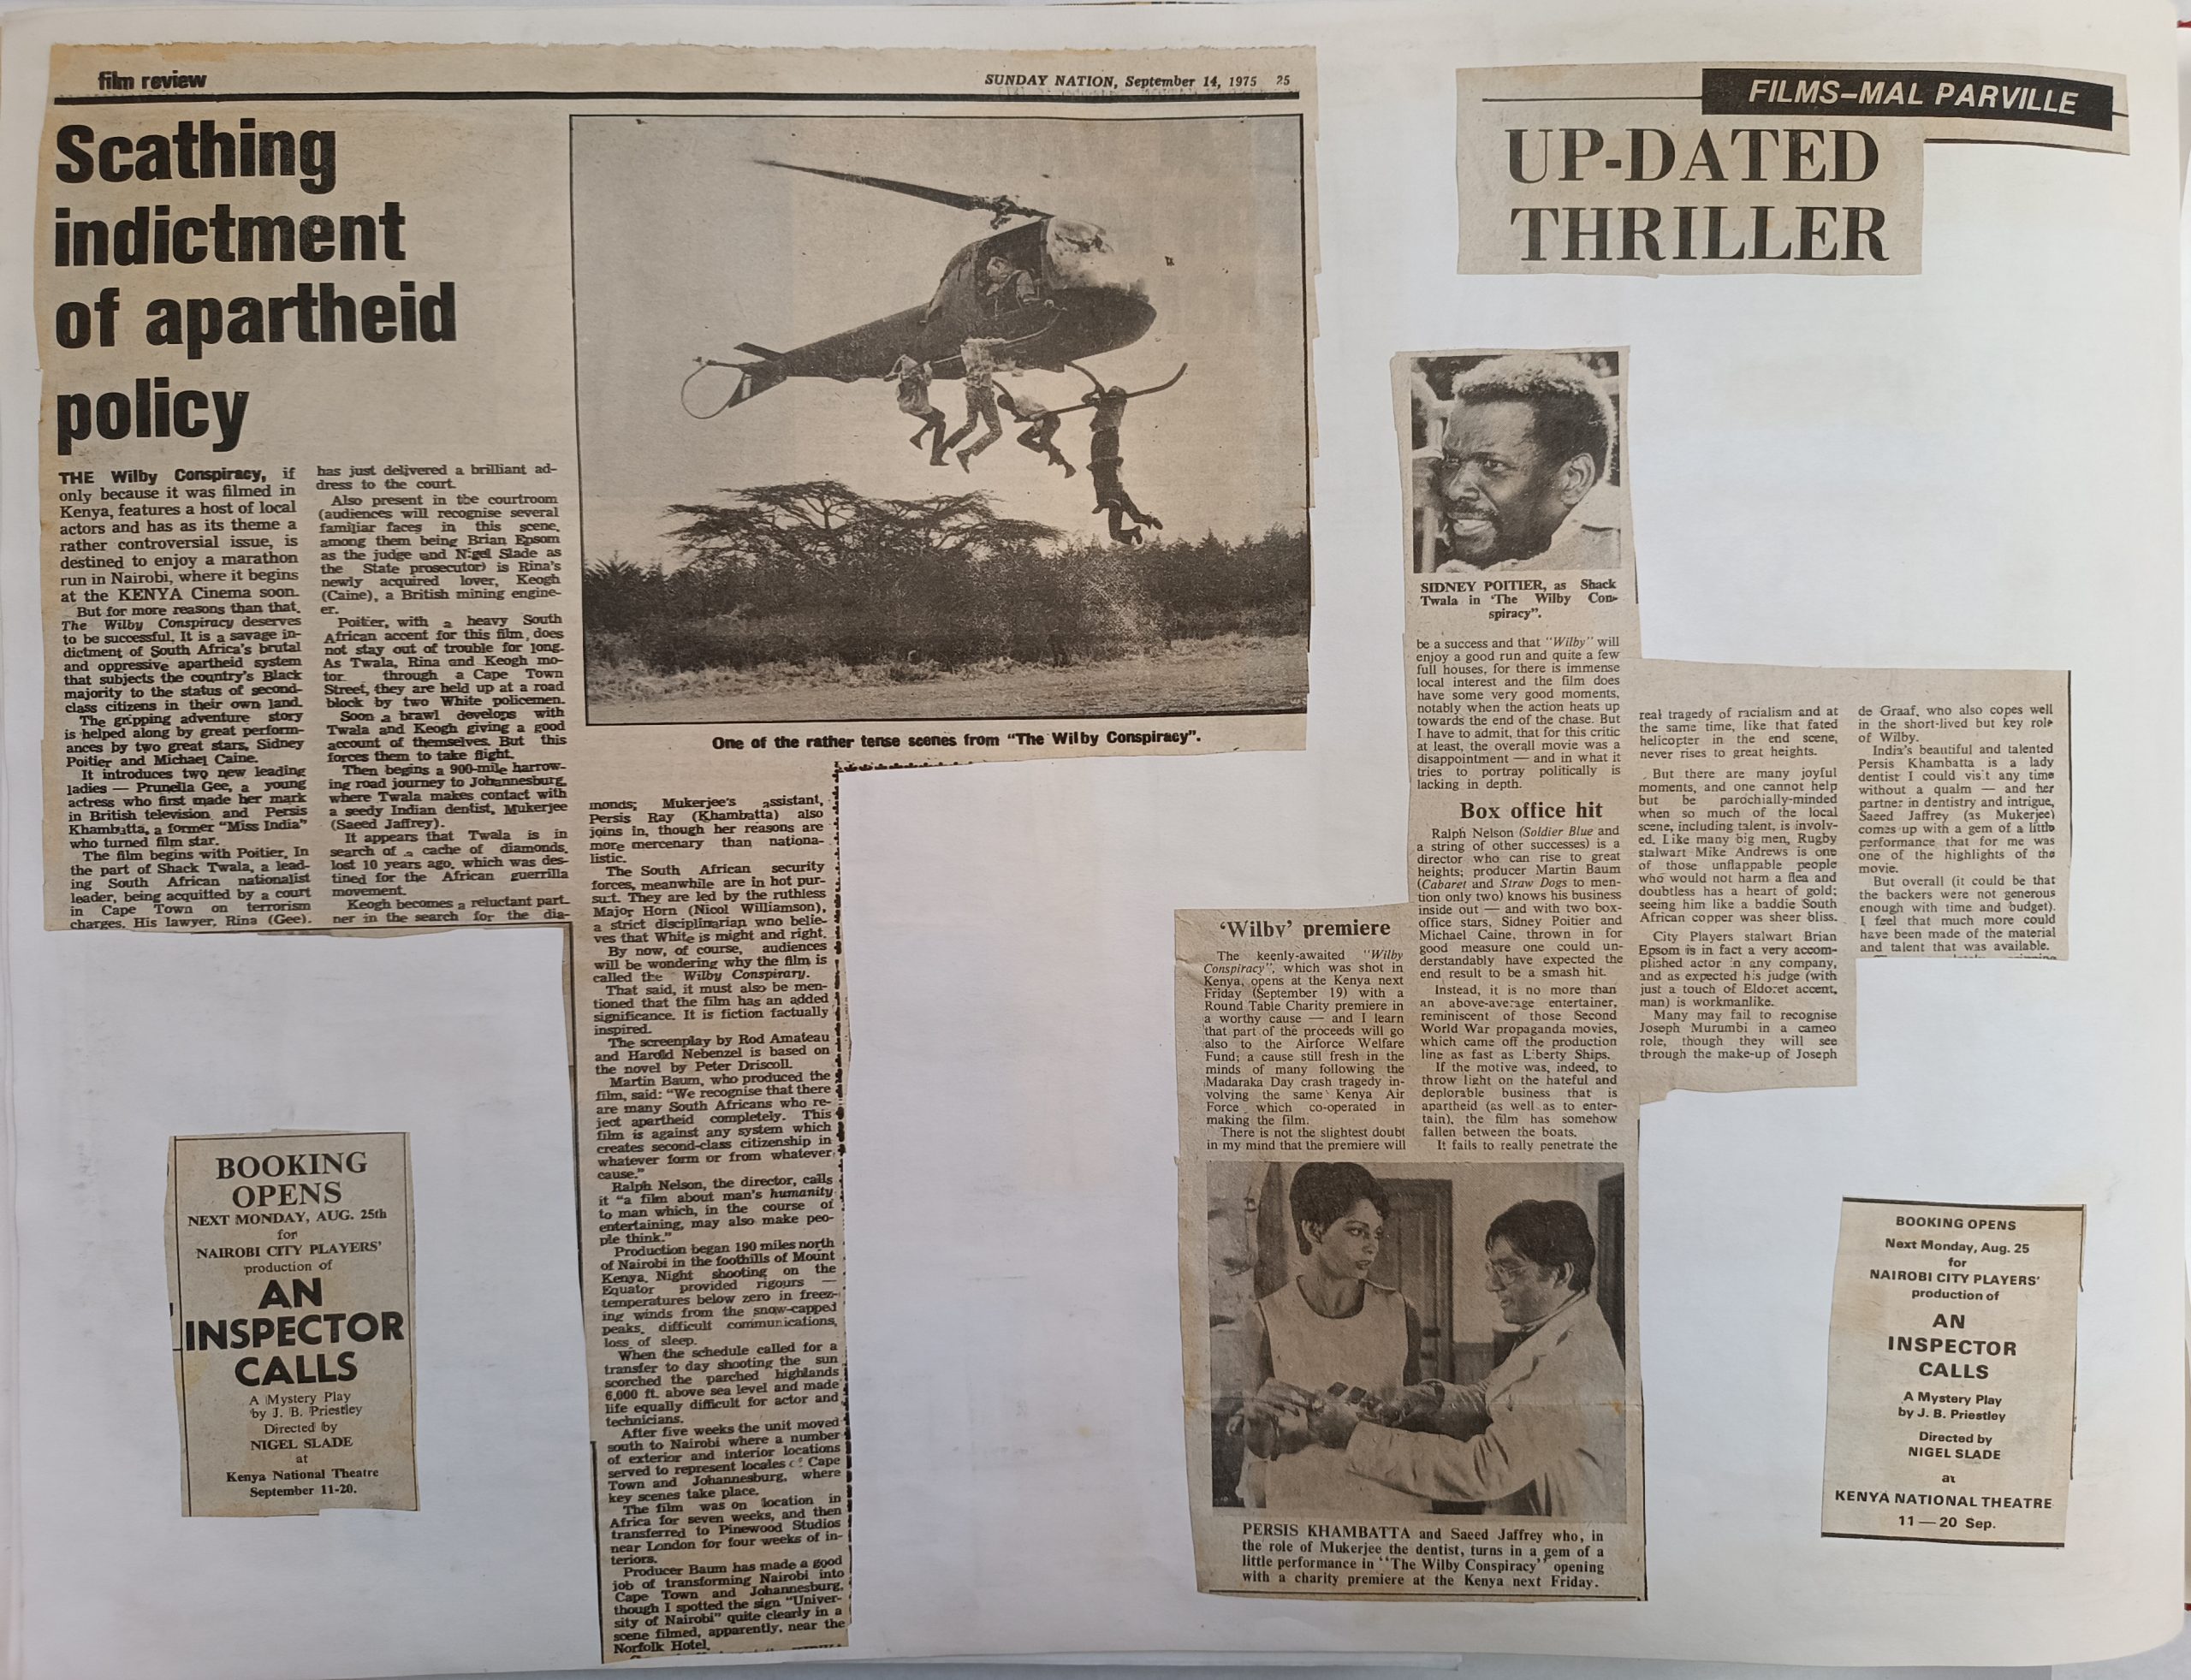 film review
SUNDAY NATION, September 14, 1975 25
Scathing
indictment
of apartheid
policy
THE Wilby Conspiracy, if
only because it was filmed in
Kenya, features a host of local
actors and has as its theme a
rather controversial issue, is
destined to enjoy a marathon
run in Nairobi, where it begins
at the KENYA Cinema soon.
But for more reasons than that,
The Wilby Conspiracy deserves
to be successful. It is a savage in-
dictment of South Africa's brutal
and oppressive apartheid system
that subjects the country's Black
majority to the status of second-
class citizens in their own land.
The gripping adventure story
is helped along by great perform-
ances by two great stars, Sidney
Poitier and Michael Caine.
It introduces two new leading
ladies — Prunella Gee, a young
actress who first made her mark
in British television and Persis
Khambatta, a former "Miss India"
who turned film star.
The film begins with Poitier, In
the part of Shack Twala, a lead-
ing South African nationalist
leader, being acquitted by a court
in Cape Town on terrorism
charges. His lawyer, Rina (Gee).
has just delivered a brilliant ad-
dress to the court.
Also present in the courtroom
(audiences will recognise several
familiar faces in this scene,
among them being Brian Epsom
as the judge and Nigel Slade as
the State prosecutor) is Rina's
newly acquired lover, Keogh
(Caine), a British mining engine-
er.
Poitier, with a heavy South
African accent for this film, does
not stay out of trouble for long.
As Twala, Rina and Keogh mo-
tor through a Cape Town
Street, they are held up at a road
block by two White policemen.
Soon a brawl develops with
Twala and Keogh giving a good
account of themselves. But this
forces them to take flight.
Then begins a 900-mile harrow-
ing road journey to Johannesburg
where Twala makes contact with
a seedy Indian dentist, Mukerjee
(Saeed Jaffrey).
It appears that Twala is in
search of a cache of diamonds,
lost 10 years ago, which was des-
tined for the African guerrilla
movement.
Keogh becomes a reluctant part-
ner in the search for the dia-
One of the rather tense scenes from "The Wilby Conspiracy".
monds; Mukerjee's assistant,
Persis Ray (Khambatta) also
joins in, though her reasons are
more mercenary than nationa-
listic.
The South African security
forces, meanwhile are in hot pur-
suit. They are led by the ruthless
Major Horn (Nicol Williamson),
a strict disciplinarian who belie-
ves that White is might and right.
By now, of course, audiences
will be wondering why the film is
called the Wilby Conspirary.
That said, it must also be men-
tioned that the film has an added
significance. It is fiction factually
inspired.
The screenplay by Rod Amateau
and Harold Nebenzel is based on
the novel by Peter Driscoll.
Martin Baum, who produced the
film, said: "We recognise that there
are many South Africans who re-
ject apartheid completely. This
film is against any system which
creates second-class citizenship in
whatever form or from whatever
cause."
Ralph Nelson, the director, calls
it "a film about man's humanity
to man which, in the course of
entertaining, may also make peo-
ple think."
Production began 190 miles north
of Nairobi in the foothills of Mount
Kenya. Night shooting on the
Equator provided rigours —
temperatures below zero in freez-
ing winds from the snow-capped
peaks, difficult communications,
loss of sleep.
When the schedule called for a
transfer to day shooting the sun
scorched the parched highlands
6,000 ft. above sea level and made
life equally difficult for actor and
technicians.
After five weeks the unit moved
south to Nairobi where a number
of exterior and interior locations
served to represent locales of Cape
Town and Johannesburg, where
key scenes take place.
The film was on location in
Africa for seven weeks, and then
transferred to Pinewood Studios
near London for four weeks of in-
teriors.
Producer Baum has made a good
job of transforming Nairobi into
Cape Town and Johannesburg,
though I spotted the sign "Univer-
sity of Nairobi" quite clearly in a
scene filmed, apparently, near the
Norfolk Hotel.
BOOKING
OPENS
NEXT MONDAY, AUG. 25th
for
NAIROBI CITY PLAYERS'
production of
AN
INSPECTOR
CALLS
A Mystery Play
by J. B. Priestley
Directed by
NIGEL SLADE
at
Kenya National Theatre
September 11-20.
FILMS–MAL PARVILLE
UP-DATED
THRILLER
'Wilby' premiere
The keenly-awaited "Wilby
Conspiracy", which was shot in
Kenya, opens at the Kenya next
Friday (September 19) with a
Round Table Charity premiere in
a worthy cause — and I learn
that part of the proceeds will go
also to the Airforce Welfare
Fund; a cause still fresh in the
minds of many following the
Madaraka Day crash tragedy in-
volving the same Kenya Air
Force which co-operated in
making the film.
There is not the slightest doubt
in my mind that the premiere will
SIDNEY POITIER, as Shack
Twala in 'The Wilby Con-
spiracy".
be a success and that "Wilby" will
enjoy a good run and quite a few
full houses, for there is immense
local interest and the film does
have some very good moments,
notably when the action heats up
towards the end of the chase. But
I have to admit, that for this critic
at least, the overall movie was a
disappointment — and in what it
tries to portray politically is
lacking in depth.
Box office hit
Ralph Nelson (Soldier Blue and
a string of other successes) is a
director who can rise to great
heights; producer Martin Baum
(Cabaret and Straw Dogs to men-
tion only two) knows his business
inside out — and with two box-
office stars, Sidney Poitier and
Michael Caine, thrown in for
good measure one could un-
derstandably have expected the
end result to be a smash hit.
Instead, it is no more than
an above-average entertainer,
reminiscent of those Second
World War propaganda movies,
which came off the production
line as fast as Liberty Ships.
If the motive was, indeed, to
throw light on the hateful and
deplorable business that is
apartheid (as well as to enter-
tain), the film has somehow
fallen between the boats.
It fails to really penetrate the
real tragedy of racialism and at
the same time, like that fated
helicopter in the end scene,
never rises to great heights.
But there are many joyful
moments, and one cannot help
but be parochially-minded
when so much of the local
scene, including talent, is involv-
ed. Like many big men, Rugby
stalwart Mike Andrews is one
of those unflappable people
who would not harm a flea and
doubtless has a heart of gold;
seeing him like a baddie South
African copper was sheer bliss.
City Players stalwart Brian
Epsom is in fact a very accom-
plished actor in any company,
and as expected his judge (with
just a touch of Eldoret accent,
man) is workmanlike.
Many may fail to recognise
Joseph Murumbi in a cameo
role, though they will see
through the make-up of Joseph
de Graaf, who also copes well
in the short-lived but key role
of Wilby.
India's beautiful and talented
Persis Khambatta is a lady
dentist I could visit any time
without a qualm — and her
partner in dentistry and intrigue,
Saeed Jaffrey (as Mukerjee)
comes up with a gem of a little
performance that for me was
one of the highlights of the
movie.
But overall (it could be that
the backers were not generous
enough with time and budget).
I feel that much more could
have been made of the material
and talent that was available.
PERSIS KHAMBATTA and Saeed Jaffrey who, in
the role of Mukerjee the dentist, turns in a gem of a
little performance in "The Wilby Conspiracy" opening
with a charity premiere at the Kenya next Friday.
BOOKING OPENS
Next Monday, Aug. 25
for
NAIROBI CITY PLAYERS'
production of
AN
INSPECTOR
CALLS
A Mystery Play
by J. B. Priestley
Directed by
NIGEL SLADE
at
KENYA NATIONAL THEATRE
11 — 20 Sep.